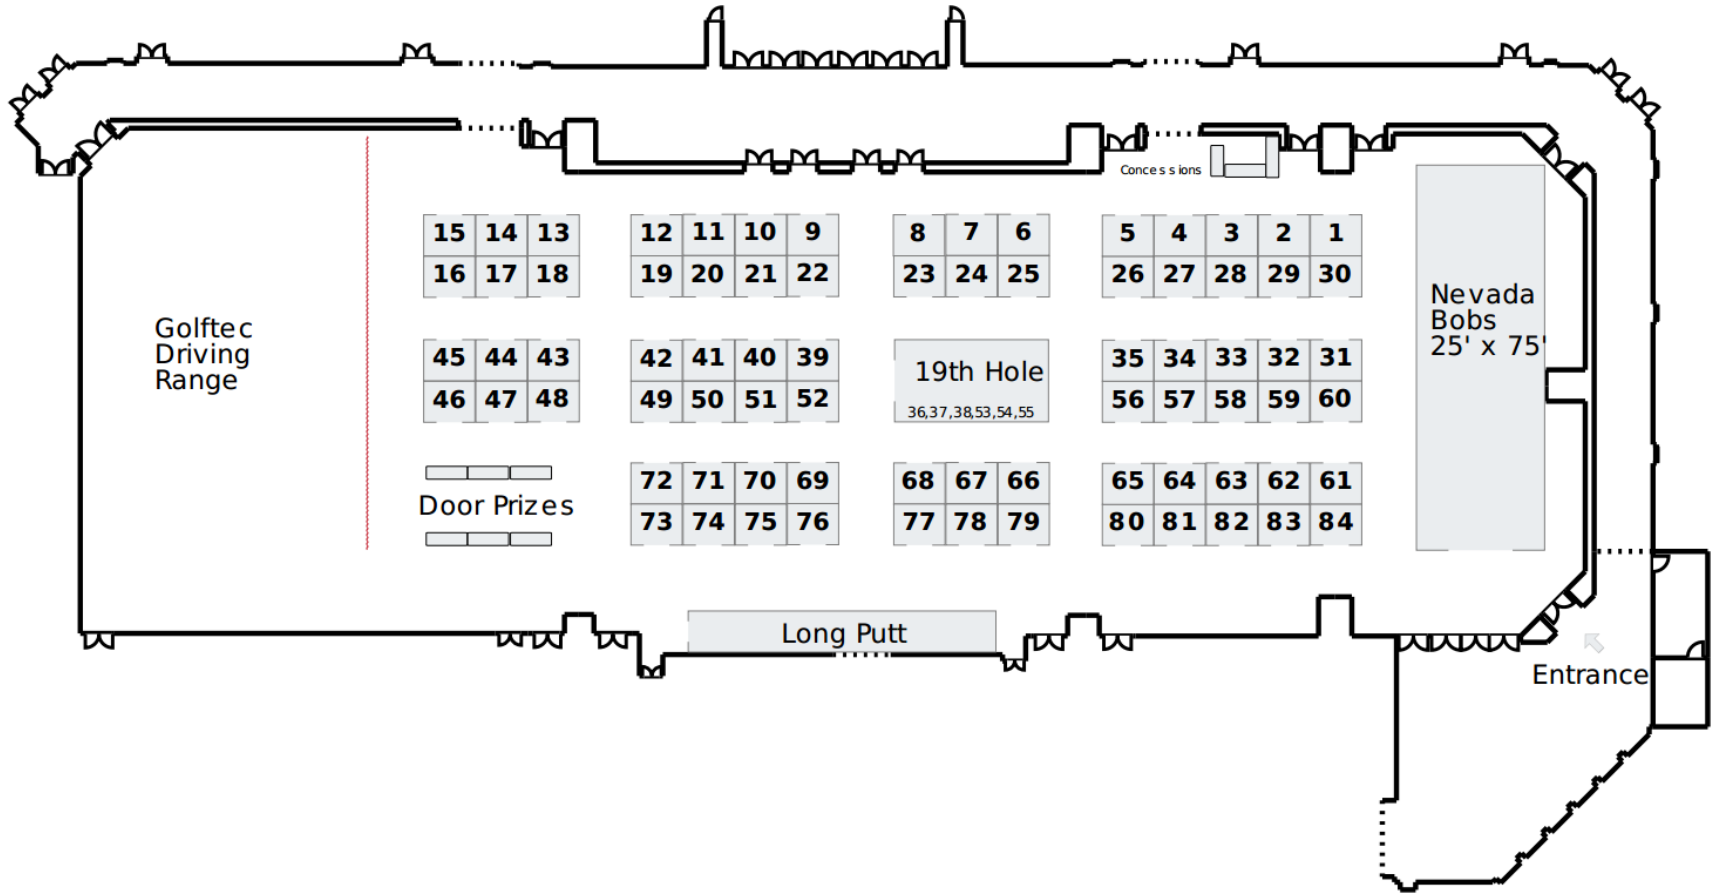 Concessions
15 14 13
16 17 18
12 11 10 9
19 20 21 22
8 7 6
23 24 25
5 4 3 2 1
26 27 28 29 30
Golftec
Driving
Range
45 44 43
46 47 48
42 41 40 39
49 50 51 52
19th Hole
36,37,38,53,54,55
35 34 33 32 31
56 57 58 59 60
Nevada
Bobs
25' x 75'
Door Prizes
72 71 70 69
73 74 75 76
68 67 66
77 78 79
65 64 63 62 61
80 81 82 83 84
Long Putt
Entrance